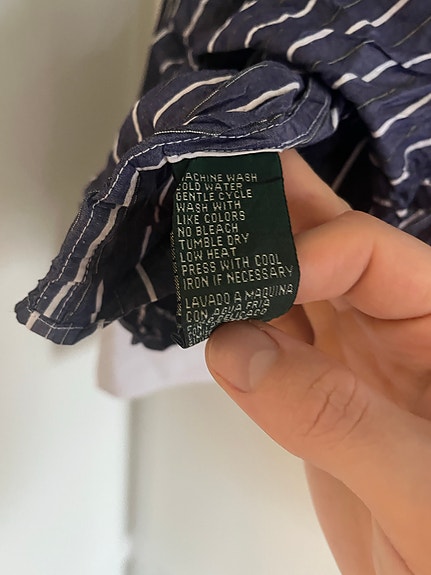 MACHINE WASH
COLD WATER
GENTLE CYCLE
WASH WITH
LIKE COLORS
NO BLEACH
TUMBLE DRY
LOW HEAT
PRESS WITH COOL
IRON IF NECESSARY
LAVADO A MAQUINA
CON AGUA FRIA